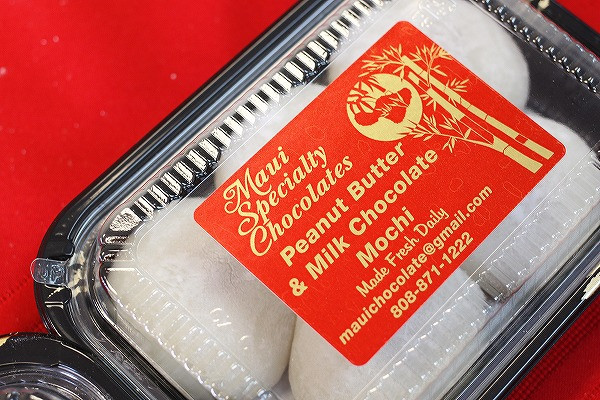 Maui
Specialty
Chocolates
Peanut Butter
& Milk Chocolate
Mochi
Made Fresh Daily
mauichocolate@gmail.com
808-871-1222